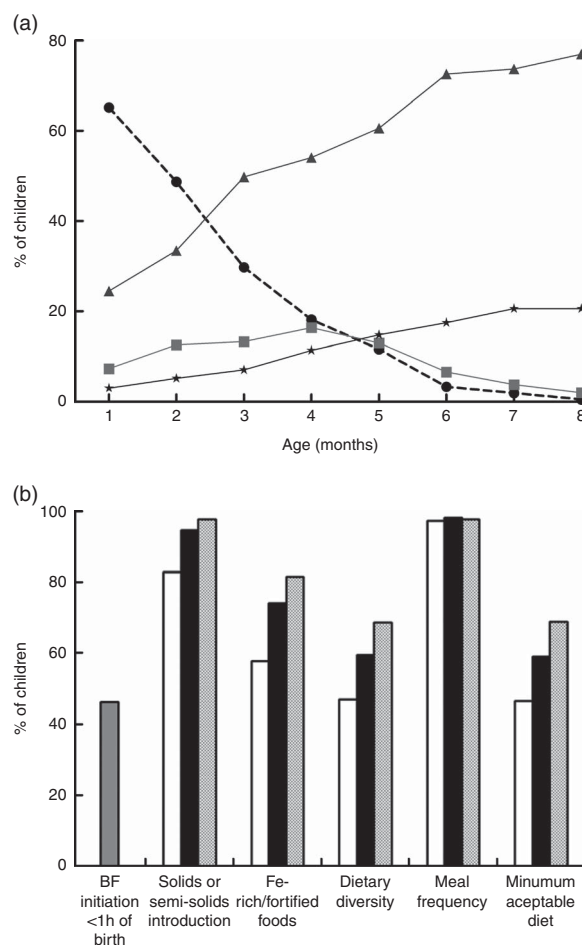 (a)
80
60
40
20
0
% of children
1 2 3 4 5 6 7 8
Age (months)
(b)
100
80
60
40
20
0
% of children
BF
initiation
<1h of
birth
Solids or
semi-solids
introduction
Fe-
rich/fortified
foods
Dietary
diversity
Meal
frequency
Minumum
acceptable
diet